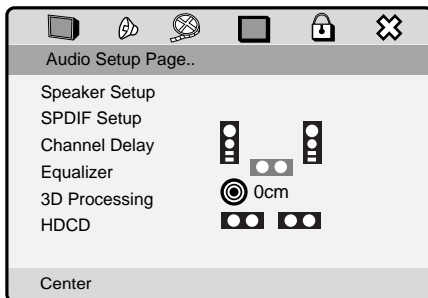 Audio Setup Page..
Speaker Setup
SPDIF Setup
Channel Delay
Equalizer
3D Processing
0cm
HDCD
Center